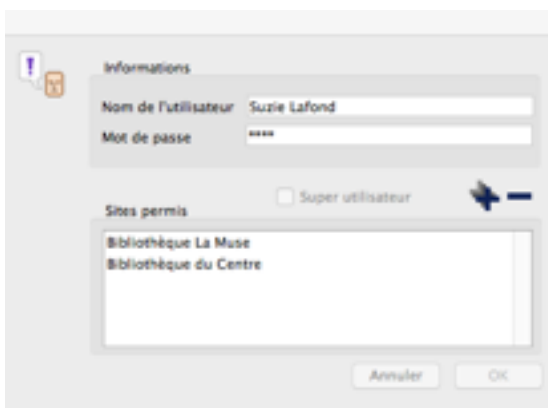 Informations
Nom de l'utilisateur Suzie Lafond
Mot de passe ****
Super utilisateur
Sites permis
Bibliothèque La Muse
Bibliothèque du Centre
Annuler OK